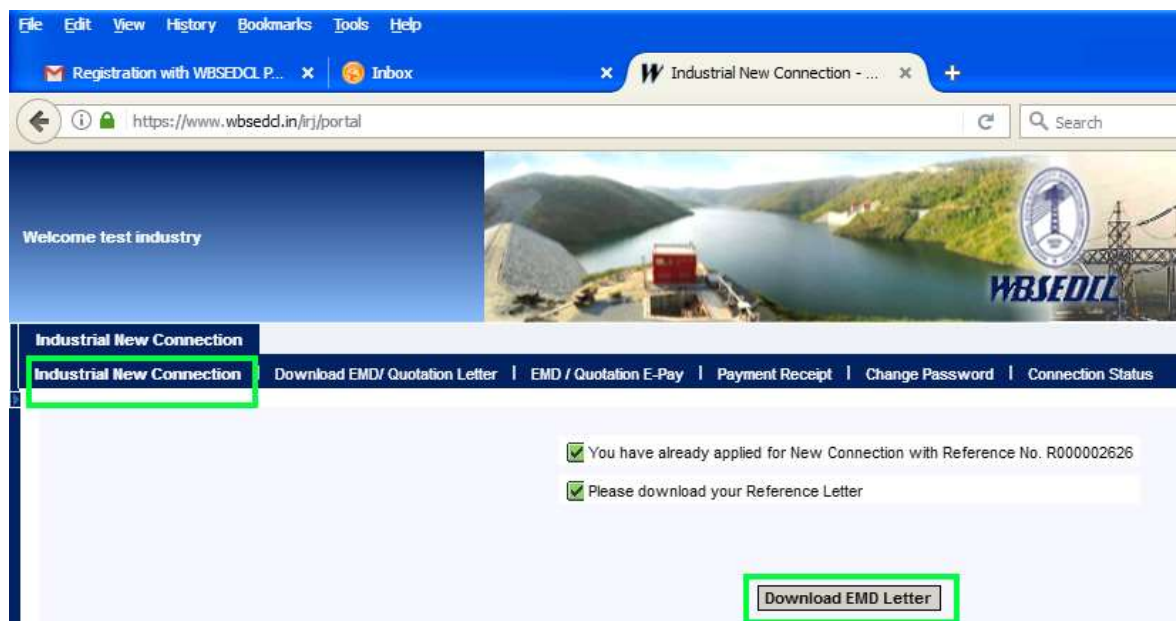 File Edit View History Bookmarks Tools Help
Registration with WBSEDCL P... Inbox Industrial New Connection - ...
https://www.wbsedcl.in/irj/portal Search
Welcome test industry
WBSEDCL
Industrial New Connection
Industrial New Connection | Download EMD/ Quotation Letter | EMD / Quotation E-Pay | Payment Receipt | Change Password | Connection Status
You have already applied for New Connection with Reference No. R000002626
Please download your Reference Letter
Download EMD Letter